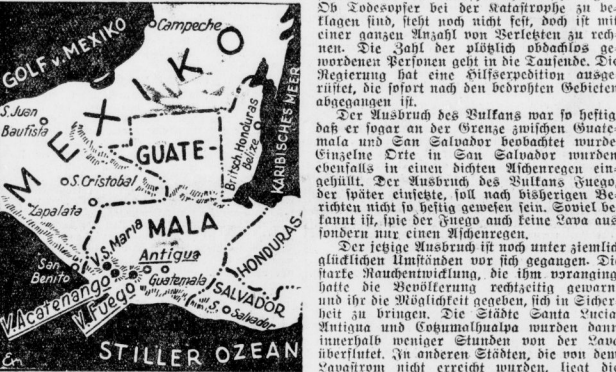 Campeche
GOLF v. MEXIKO
MEXIKO
S. Juan
Bautista
Britisch Honduras
Belize
KARIBISCHES MEER
GUATE-
S. Cristobal
Lapalata
MALA
HONDURAS
V. S. Maria
San
Benito
Antigua
Guatemala
V. Acatenango
V. Fuego
SALVADOR
S. Salvador
STILLER OZEAN
Em
Ob Todesopfer bei der Katastrophe zu be-
klagen sind, steht noch nicht fest, doch ist mit
einer ganzen Anzahl von Verletzten zu rech-
nen. Die Zahl der plötzlich obdachlos ge-
wordenen Personen geht in die Tausende. Die
Regierung hat eine Hilfsexpedition ausge-
rüstet, die sofort nach den bedrohten Gebieten
abgegangen ist.
Der Ausbruch des Vulkans war so heftig,
daß er sogar an der Grenze zwischen Guate-
mala und San Salvador beobachtet wurde.
Einzelne Orte in San Salvador wurden
ebenfalls in einen dichten Aschenregen ein-
gehüllt. Der Ausbruch des Vulkans Fuego,
der später einsetzte, soll nach bisherigen Be-
richten nicht so heftig gewesen sein. Soviel be-
kannt ist, spie der Fuego auch keine Lava aus,
sondern nur einen Aschenregen.
Der jetzige Ausbruch ist noch unter ziemlich
glücklichen Umständen vor sich gegangen. Die
starke Rauchentwicklung, die ihm voranging,
hatte die Bevölkerung rechtzeitig gewarnt
und ihr die Möglichkeit gegeben, sich in Sicher-
heit zu bringen. Die Städte Santa Lucia,
Antigua und Cotzumalhualpa wurden dann
innerhalb weniger Stunden von der Lava
überflutet. In anderen Städten, die von dem
Lavastrom nicht erreicht wurden, liegt die